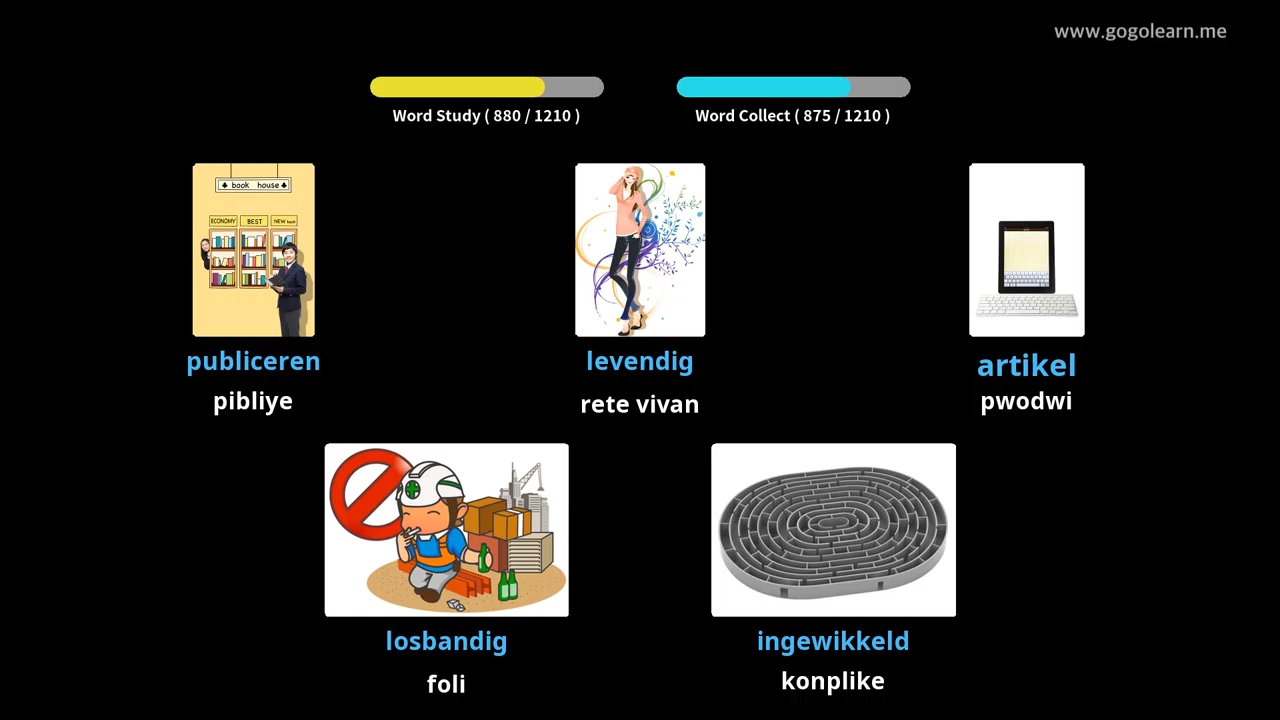 www.gogolearn.me
Word Study ( 880 / 1210 )
Word Collect ( 875 / 1210 )
♣ book house ♠
ECONOMY
BEST
NEW book
publiceren
pibliye
levendig
rete vivan
artikel
pwodwi
losbandig
foli
ingewikkeld
konplike